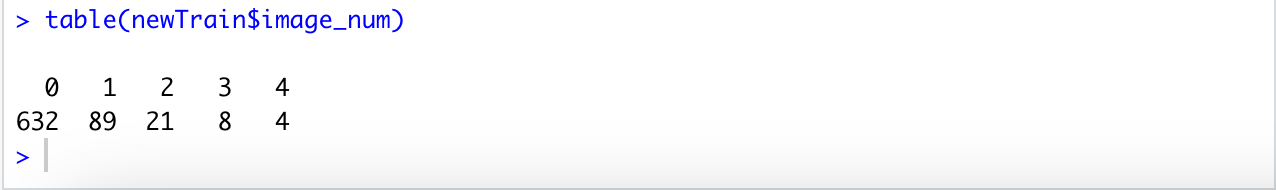 > table(newTrain$image_num)
0 1 2 3 4
632 89 21 8 4
>